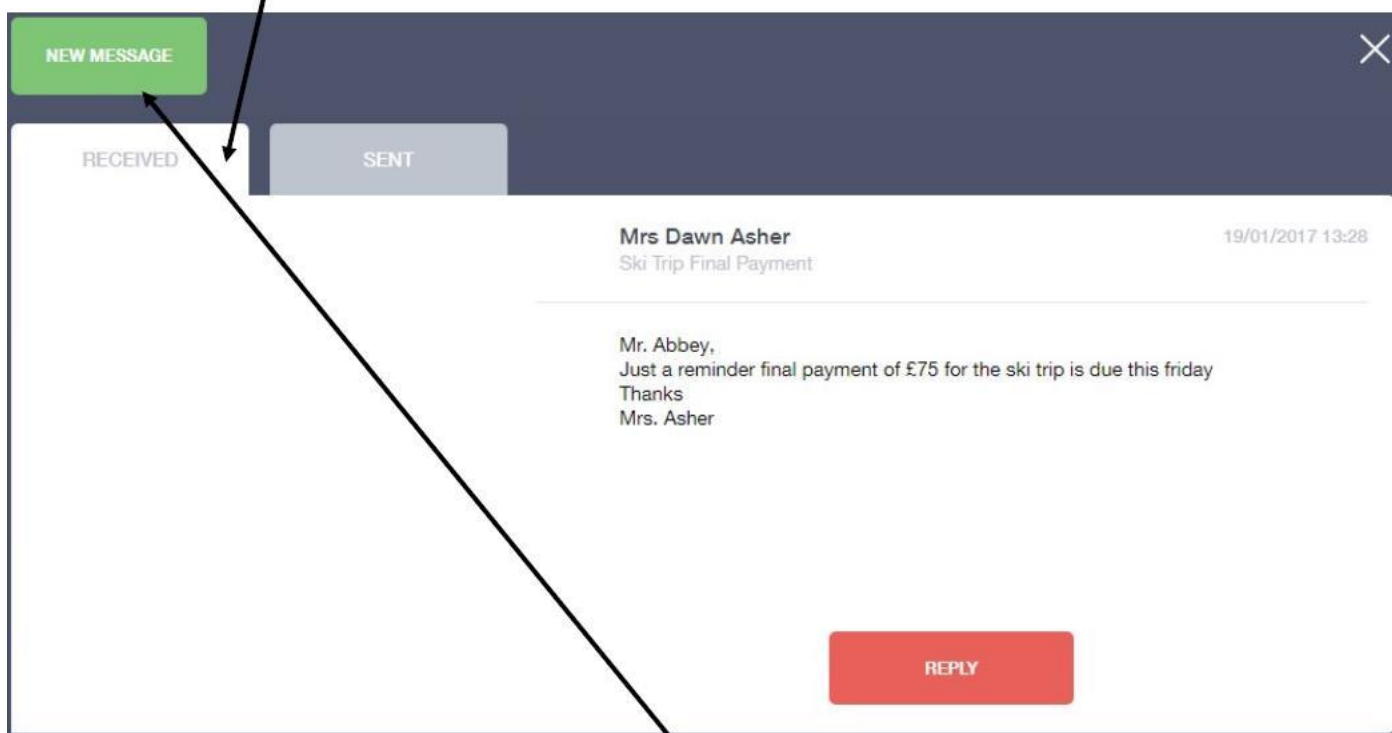 NEW MESSAGE
RECEIVED
SENT
Mrs Dawn Asher
19/01/2017 13:28
Ski Trip Final Payment
Mr. Abbey,
Just a reminder final payment of £75 for the ski trip is due this friday
Thanks
Mrs. Asher
REPLY